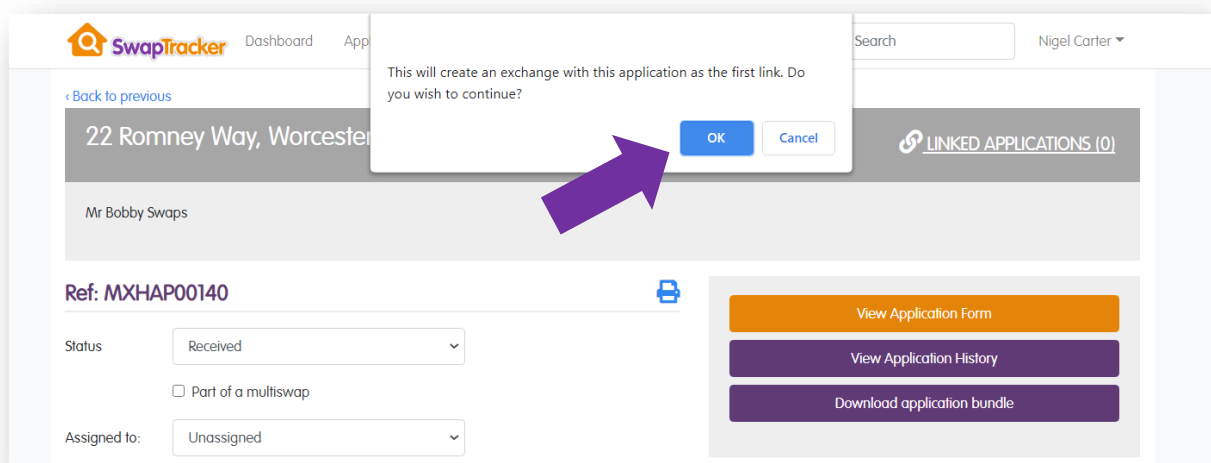 SwapTracker
Dashboard
App
Search
Nigel Carter
This will create an exchange with this application as the first link. Do
you wish to continue?
OK
Cancel
‹ Back to previous
22 Romney Way, Worcester
LINKED APPLICATIONS (0)
Mr Bobby Swaps
Ref: MXHAP00140
Status
Received
Part of a multiswap
Assigned to:
Unassigned
View Application Form
View Application History
Download application bundle